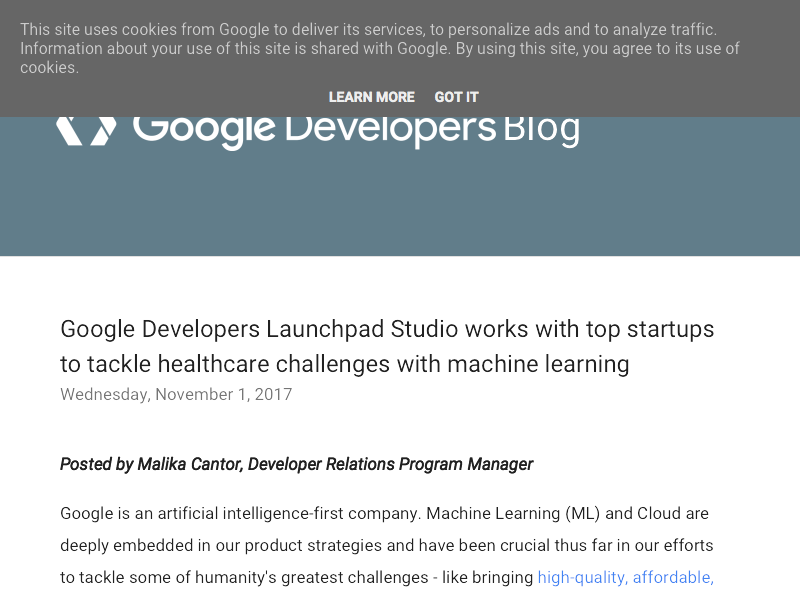 This site uses cookies from Google to deliver its services, to personalize ads and to analyze traffic.
Information about your use of this site is shared with Google. By using this site, you agree to its use of
cookies.
LEARN MORE GOT IT
Google Developers Blog
Google Developers Launchpad Studio works with top startups
to tackle healthcare challenges with machine learning
Wednesday, November 1, 2017
Posted by Malika Cantor, Developer Relations Program Manager
Google is an artificial intelligence-first company. Machine Learning (ML) and Cloud are
deeply embedded in our product strategies and have been crucial thus far in our efforts
to tackle some of humanity's greatest challenges - like bringing high-quality, affordable,